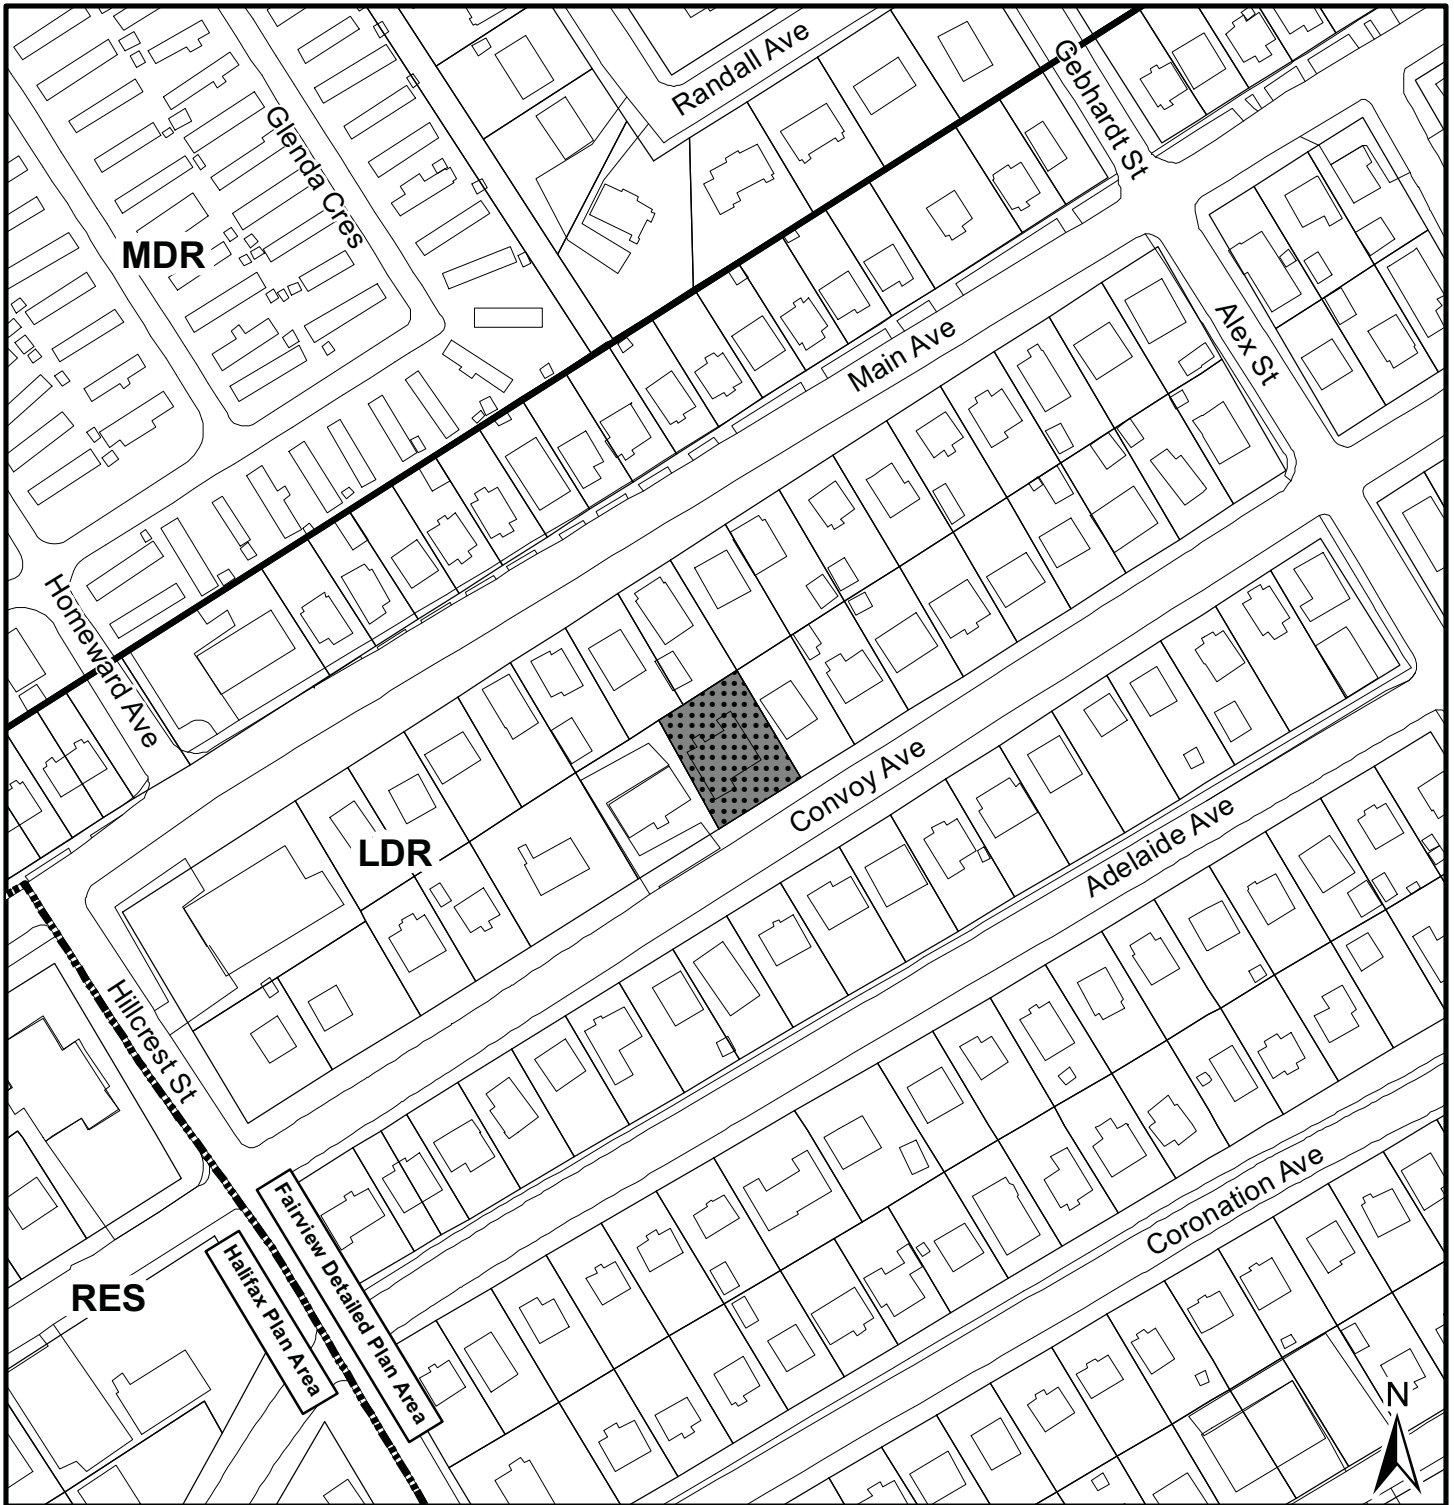 Randall Ave
Gebhardt St
Glenda Cres
MDR
Alex St
Main Ave
Homeward Ave
Convoy Ave
LDR
Adelaide Ave
Hillcrest St
Coronation Ave
Fairview Detailed Plan Area
Halifax Plan Area
RES
N